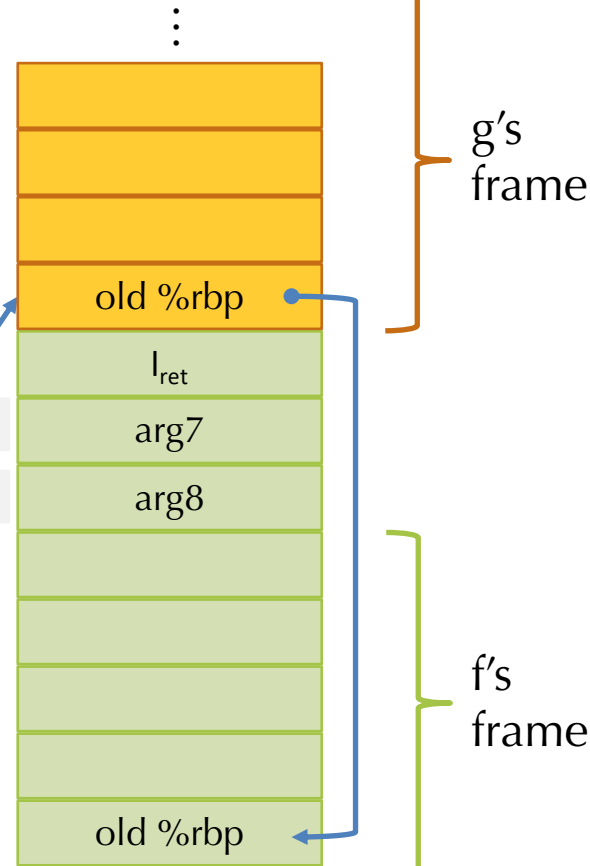 ⋮
g’s
frame
old %rbp
l_ret
arg7
arg8
f’s
frame
old %rbp